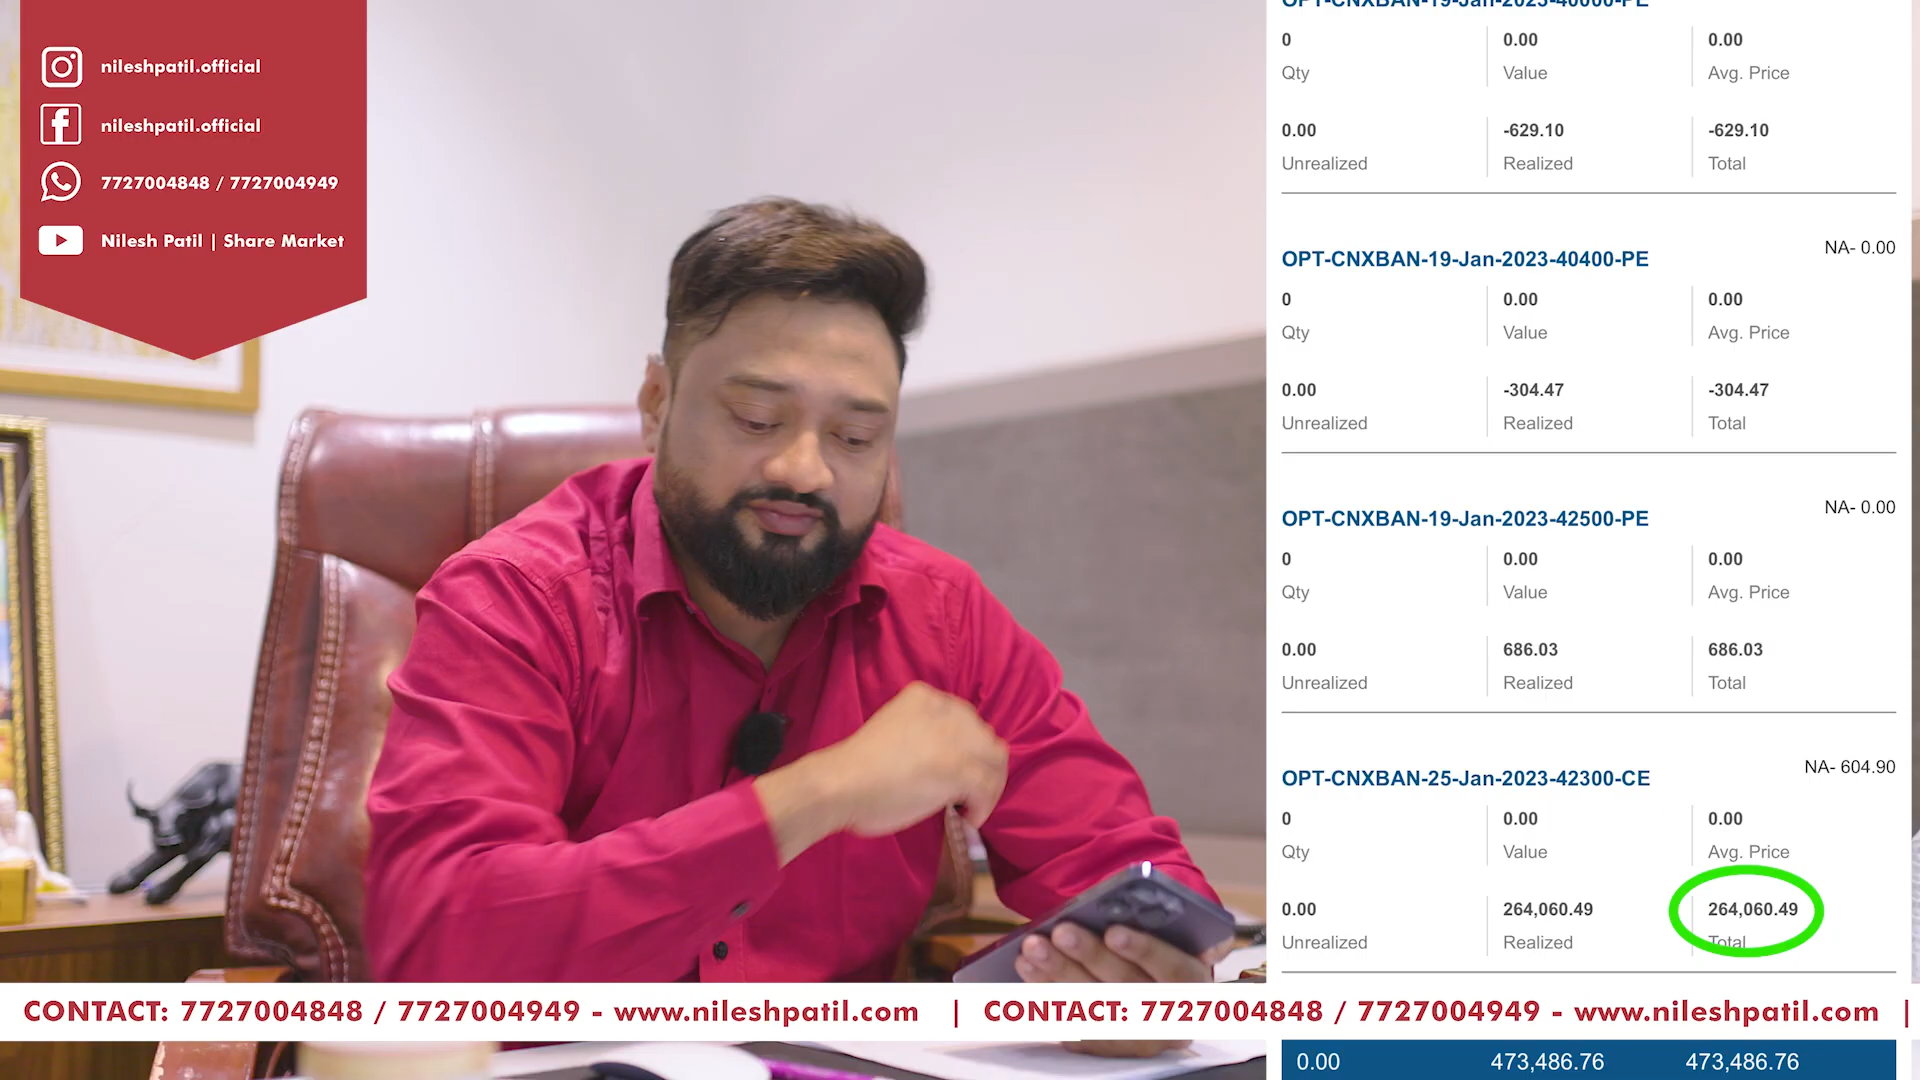 nileshpatil.official
nileshpatil.official
7727004848 / 7727004949
Nilesh Patil | Share Market
OPT-CNXBAN-19-Jan-2023-40000-PE
0 0.00 0.00
Qty Value Avg. Price
0.00 -629.10 -629.10
Unrealized Realized Total
NA- 0.00
OPT-CNXBAN-19-Jan-2023-40400-PE
0 0.00 0.00
Qty Value Avg. Price
0.00 -304.47 -304.47
Unrealized Realized Total
NA- 0.00
OPT-CNXBAN-19-Jan-2023-42500-PE
0 0.00 0.00
Qty Value Avg. Price
0.00 686.03 686.03
Unrealized Realized Total
NA- 604.90
OPT-CNXBAN-25-Jan-2023-42300-CE
0 0.00 0.00
Qty Value Avg. Price
0.00 264,060.49 264,060.49
Unrealized Realized Total
CONTACT: 7727004848 / 7727004949 - www.nileshpatil.com | CONTACT: 7727004848 / 7727004949 - www.nileshpatil.com |
0.00 473,486.76 473,486.76